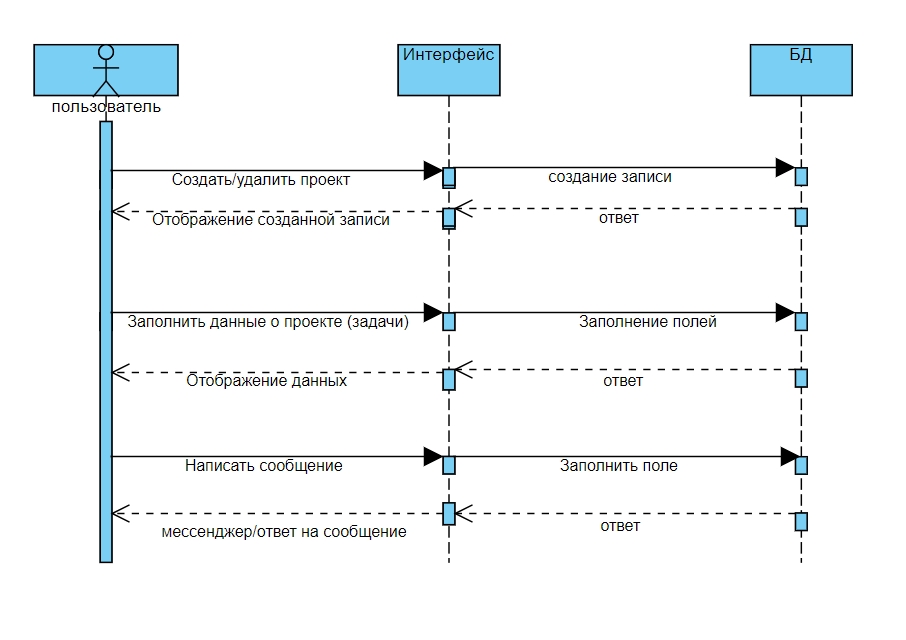 Интерфейс
БД
пользователь
Создать/удалить проект
создание записи
Отображение созданной записи
ответ
Заполнить данные о проекте (задачи)
Заполнение полей
Отображение данных
ответ
Написать сообщение
Заполнить поле
мессенджер/ответ на сообщение
ответ